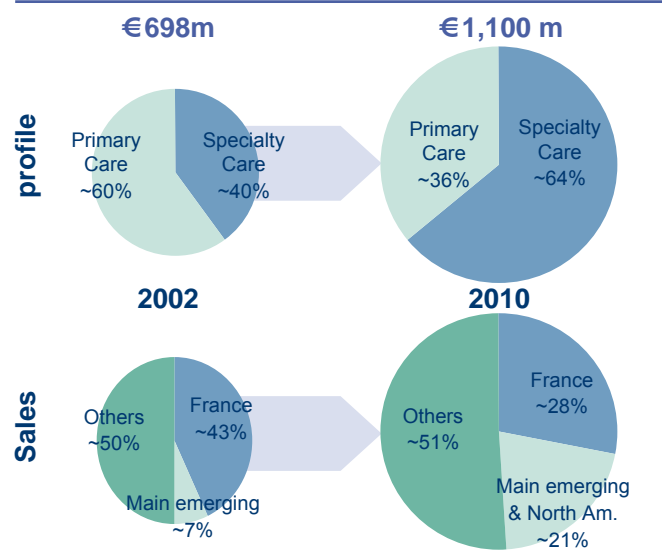 €698m
€1,100 m
profile
Primary
Care
~60%
Specialty
Care
~40%
Primary
Care
~36%
Specialty
Care
~64%
2002
2010
Sales
Others
~50%
France
~43%
Main emerging
~7%
Others
~51%
France
~28%
Main emerging
& North Am.
~21%